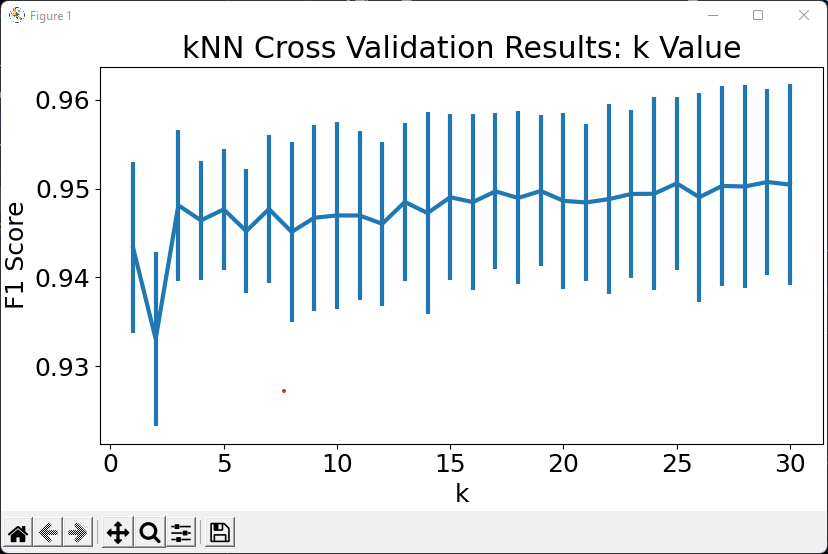 Figure 1
kNN Cross Validation Results: k Value
0.96
0.95
0.94
0.93
F1 Score
0 5 10 15 20 25 30
k